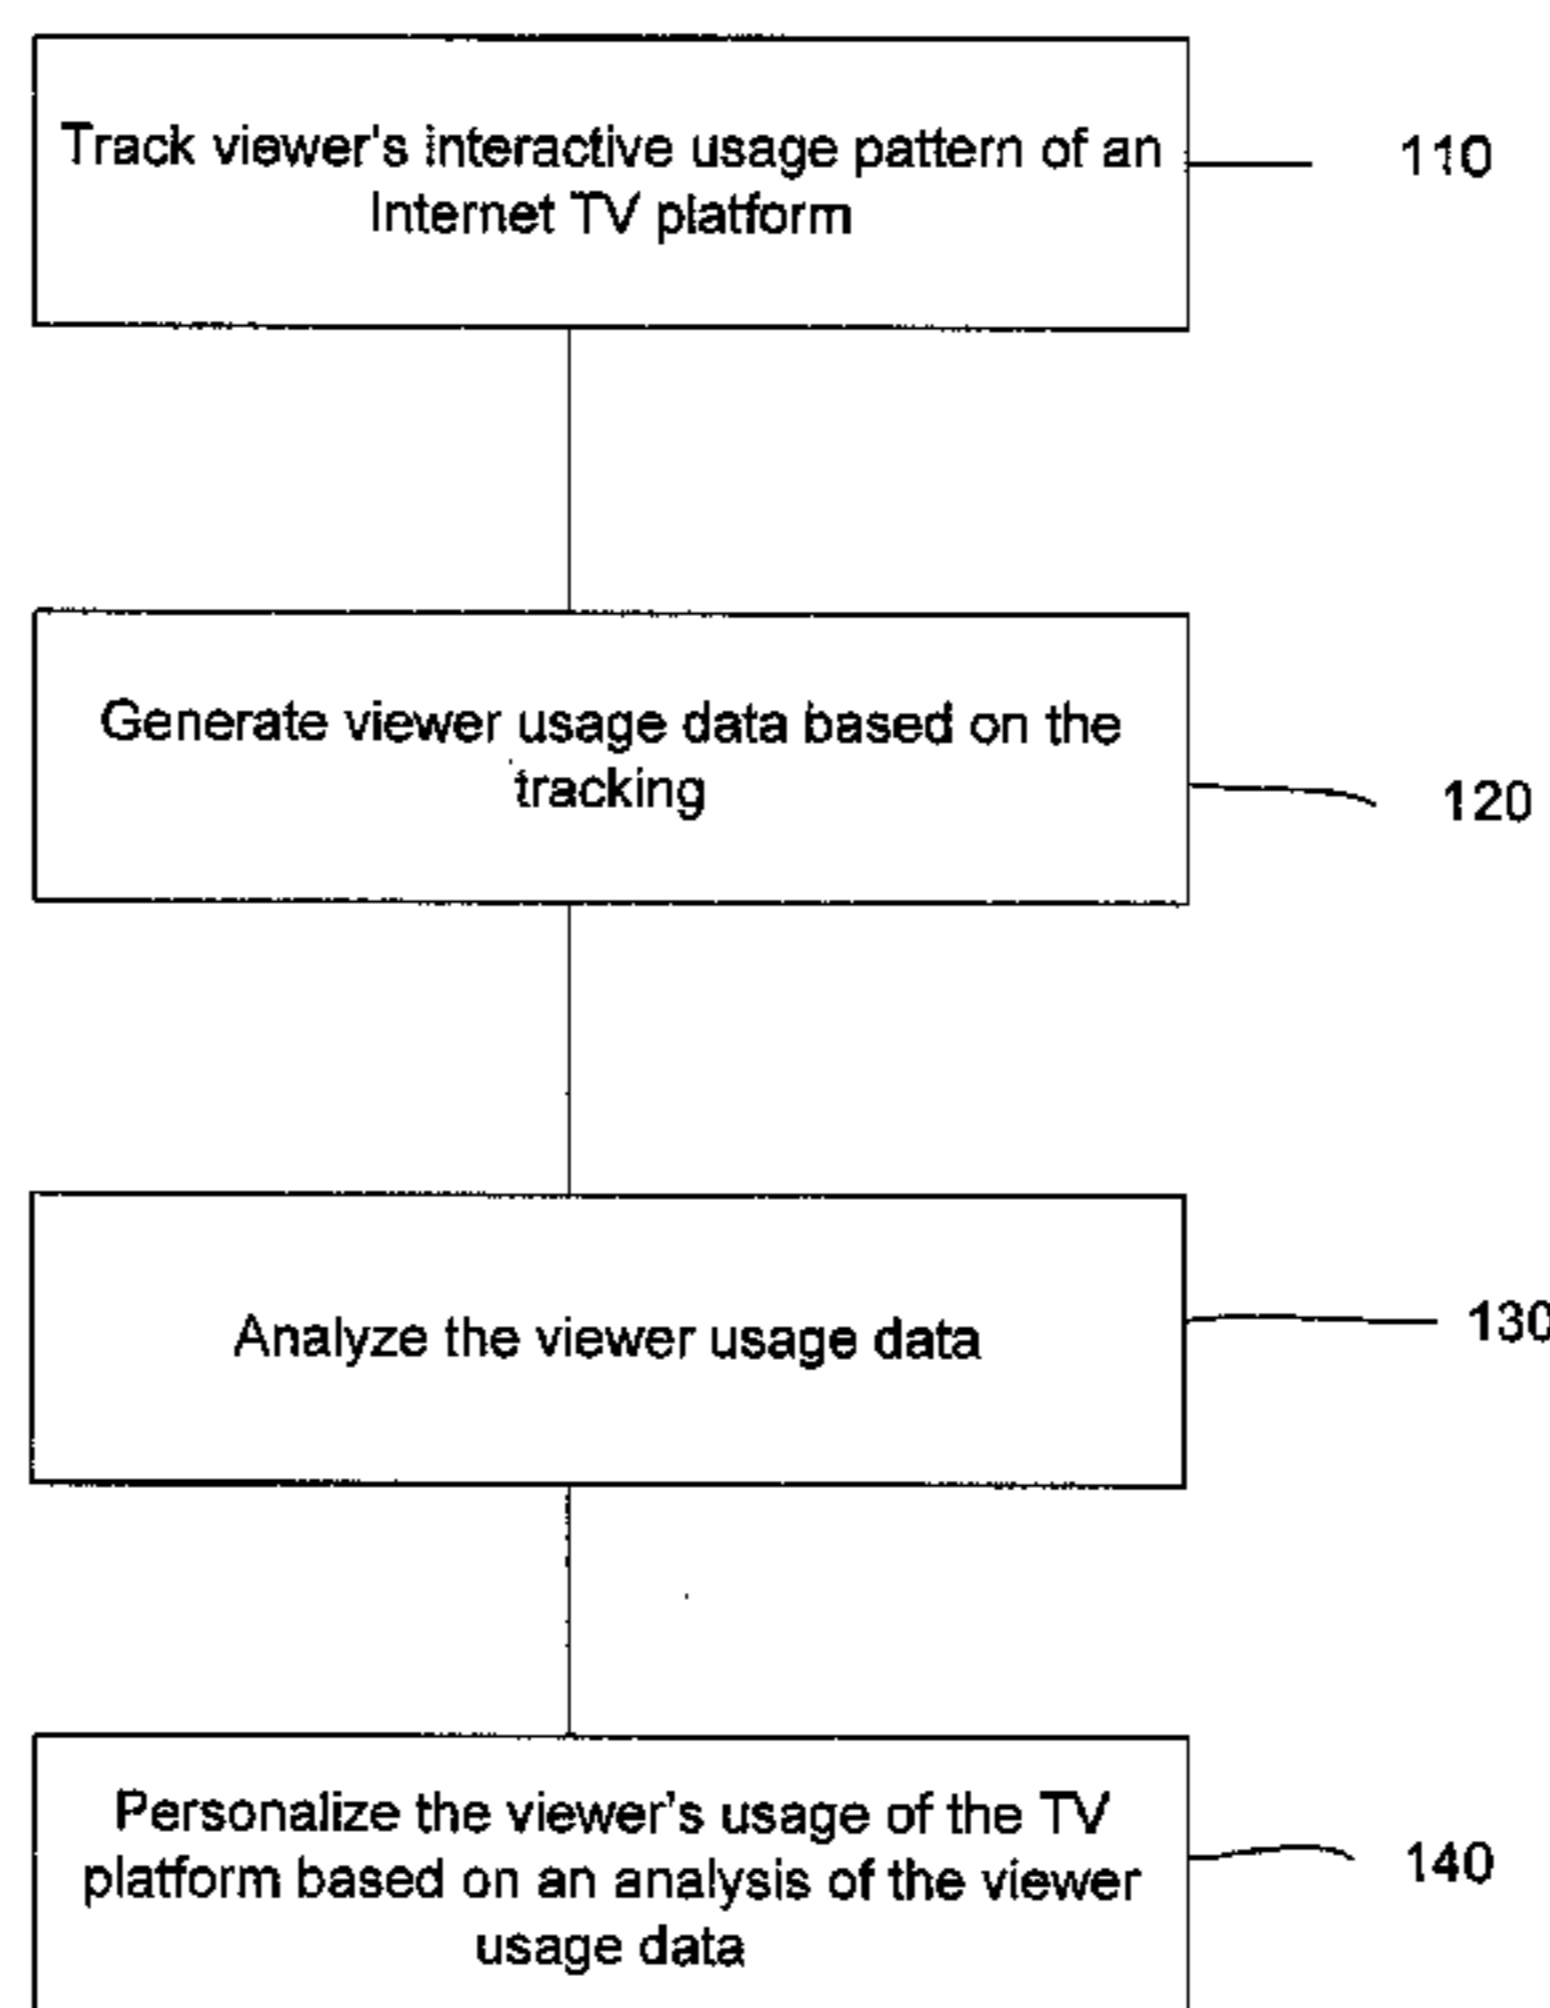 Track viewer's interactive usage pattern of an
Internet TV platform
110
Generate viewer usage data based on the
tracking
120
Analyze the viewer usage data
130
Personalize the viewer's usage of the TV
platform based on an analysis of the viewer
usage data
140